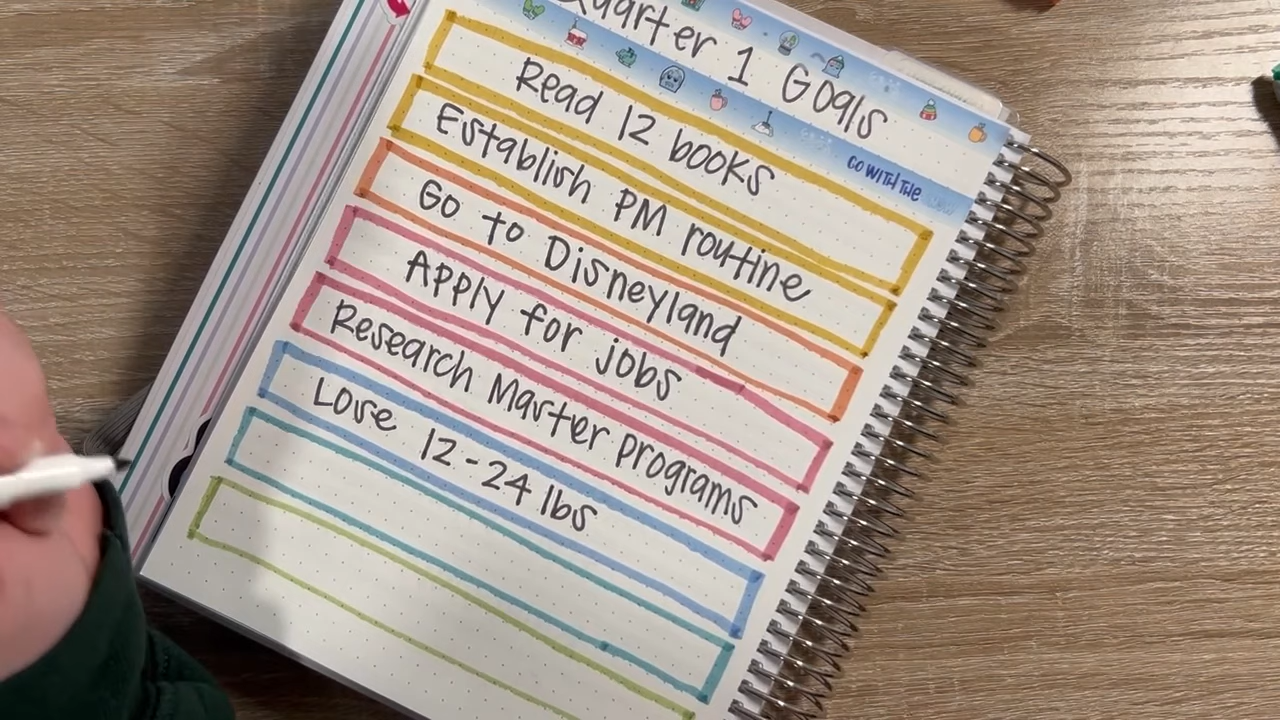 Quarter 1 Goals
GO WITH THE
Read 12 books
Establish PM routine
Go to Disneyland
Apply for jobs
Research Master Programs
Lose 12-24 lbs